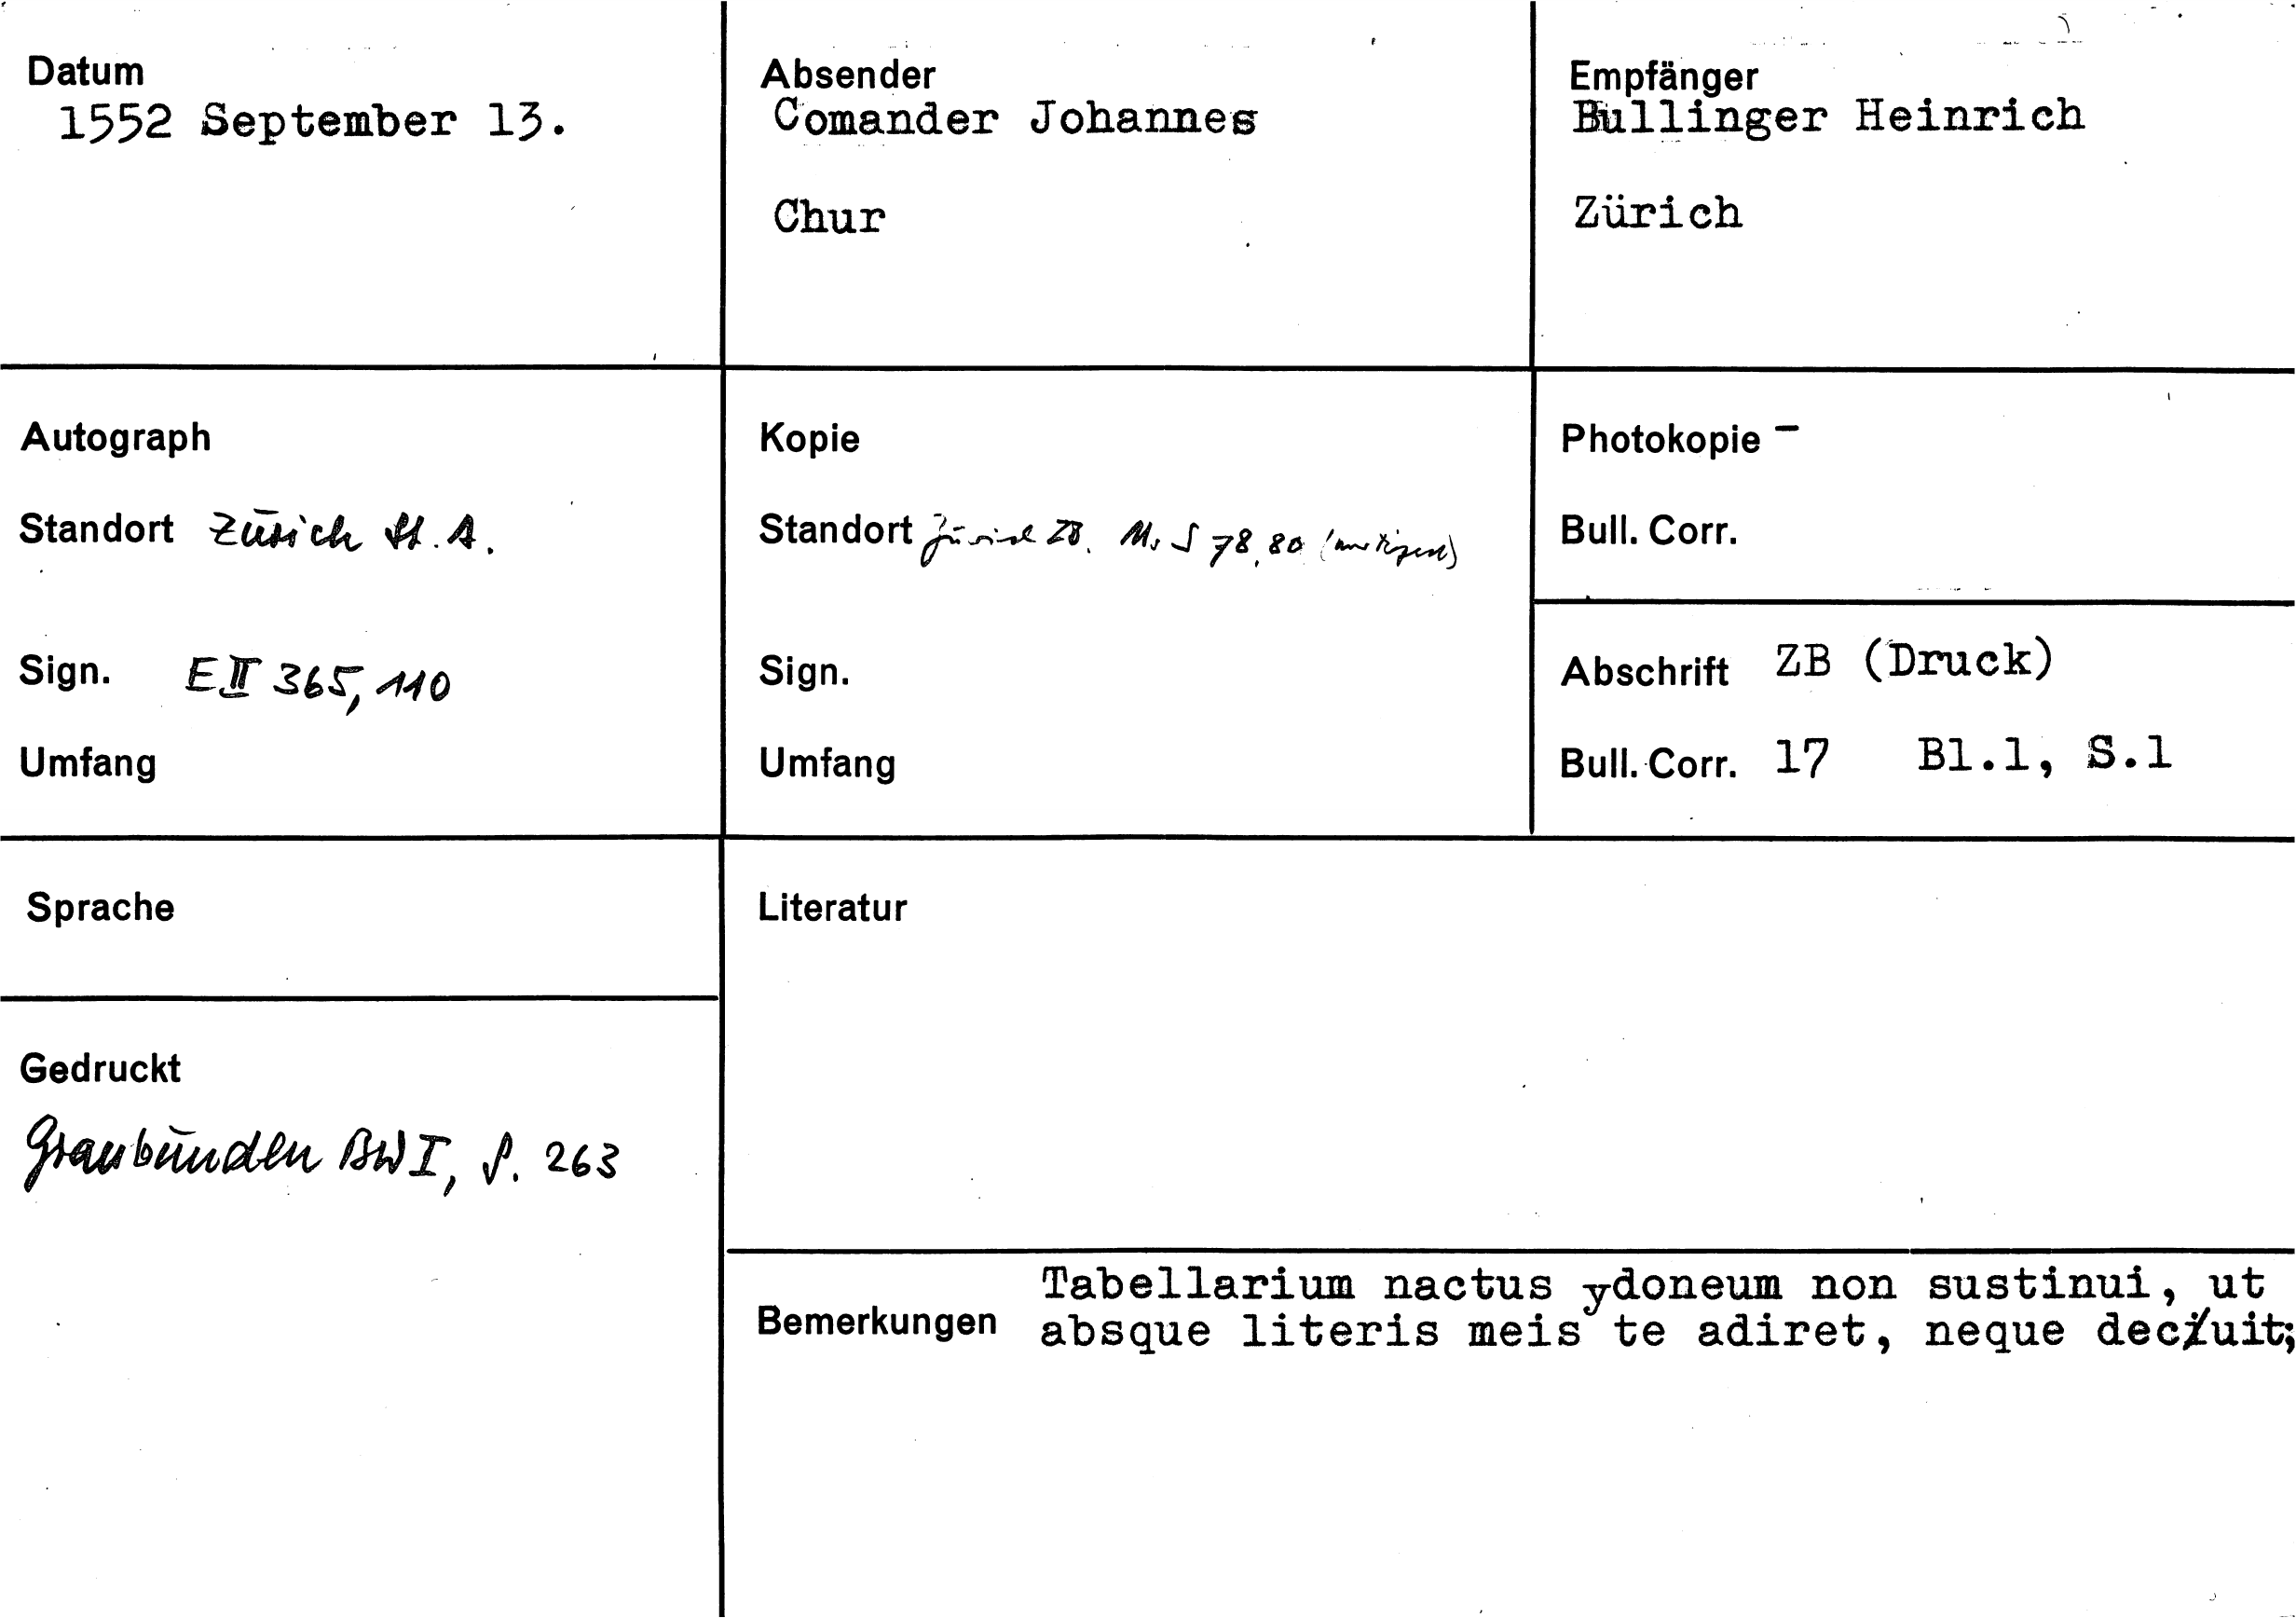 Datum
1552 September 13.
Absender
Comander Johannes
Chur
Empfänger
Bullinger Heinrich
Zürich
Autograph
Standort Zürich St. A.
Sign. E II 365, 110
Umfang
Kopie
Standort Zürich ZB. Ms S 78, 80
Sign.
Umfang
Photokopie -
Bull. Corr.
Abschrift ZB (Druck)
Bull. Corr. 17 Bl.1, S.1
Sprache
Gedruckt
Graubünden BW I, S. 263
Literatur
Bemerkungen
Tabellarium nactus ydoneum non sustinui, ut
absque literis meis te adiret, neque decuit;